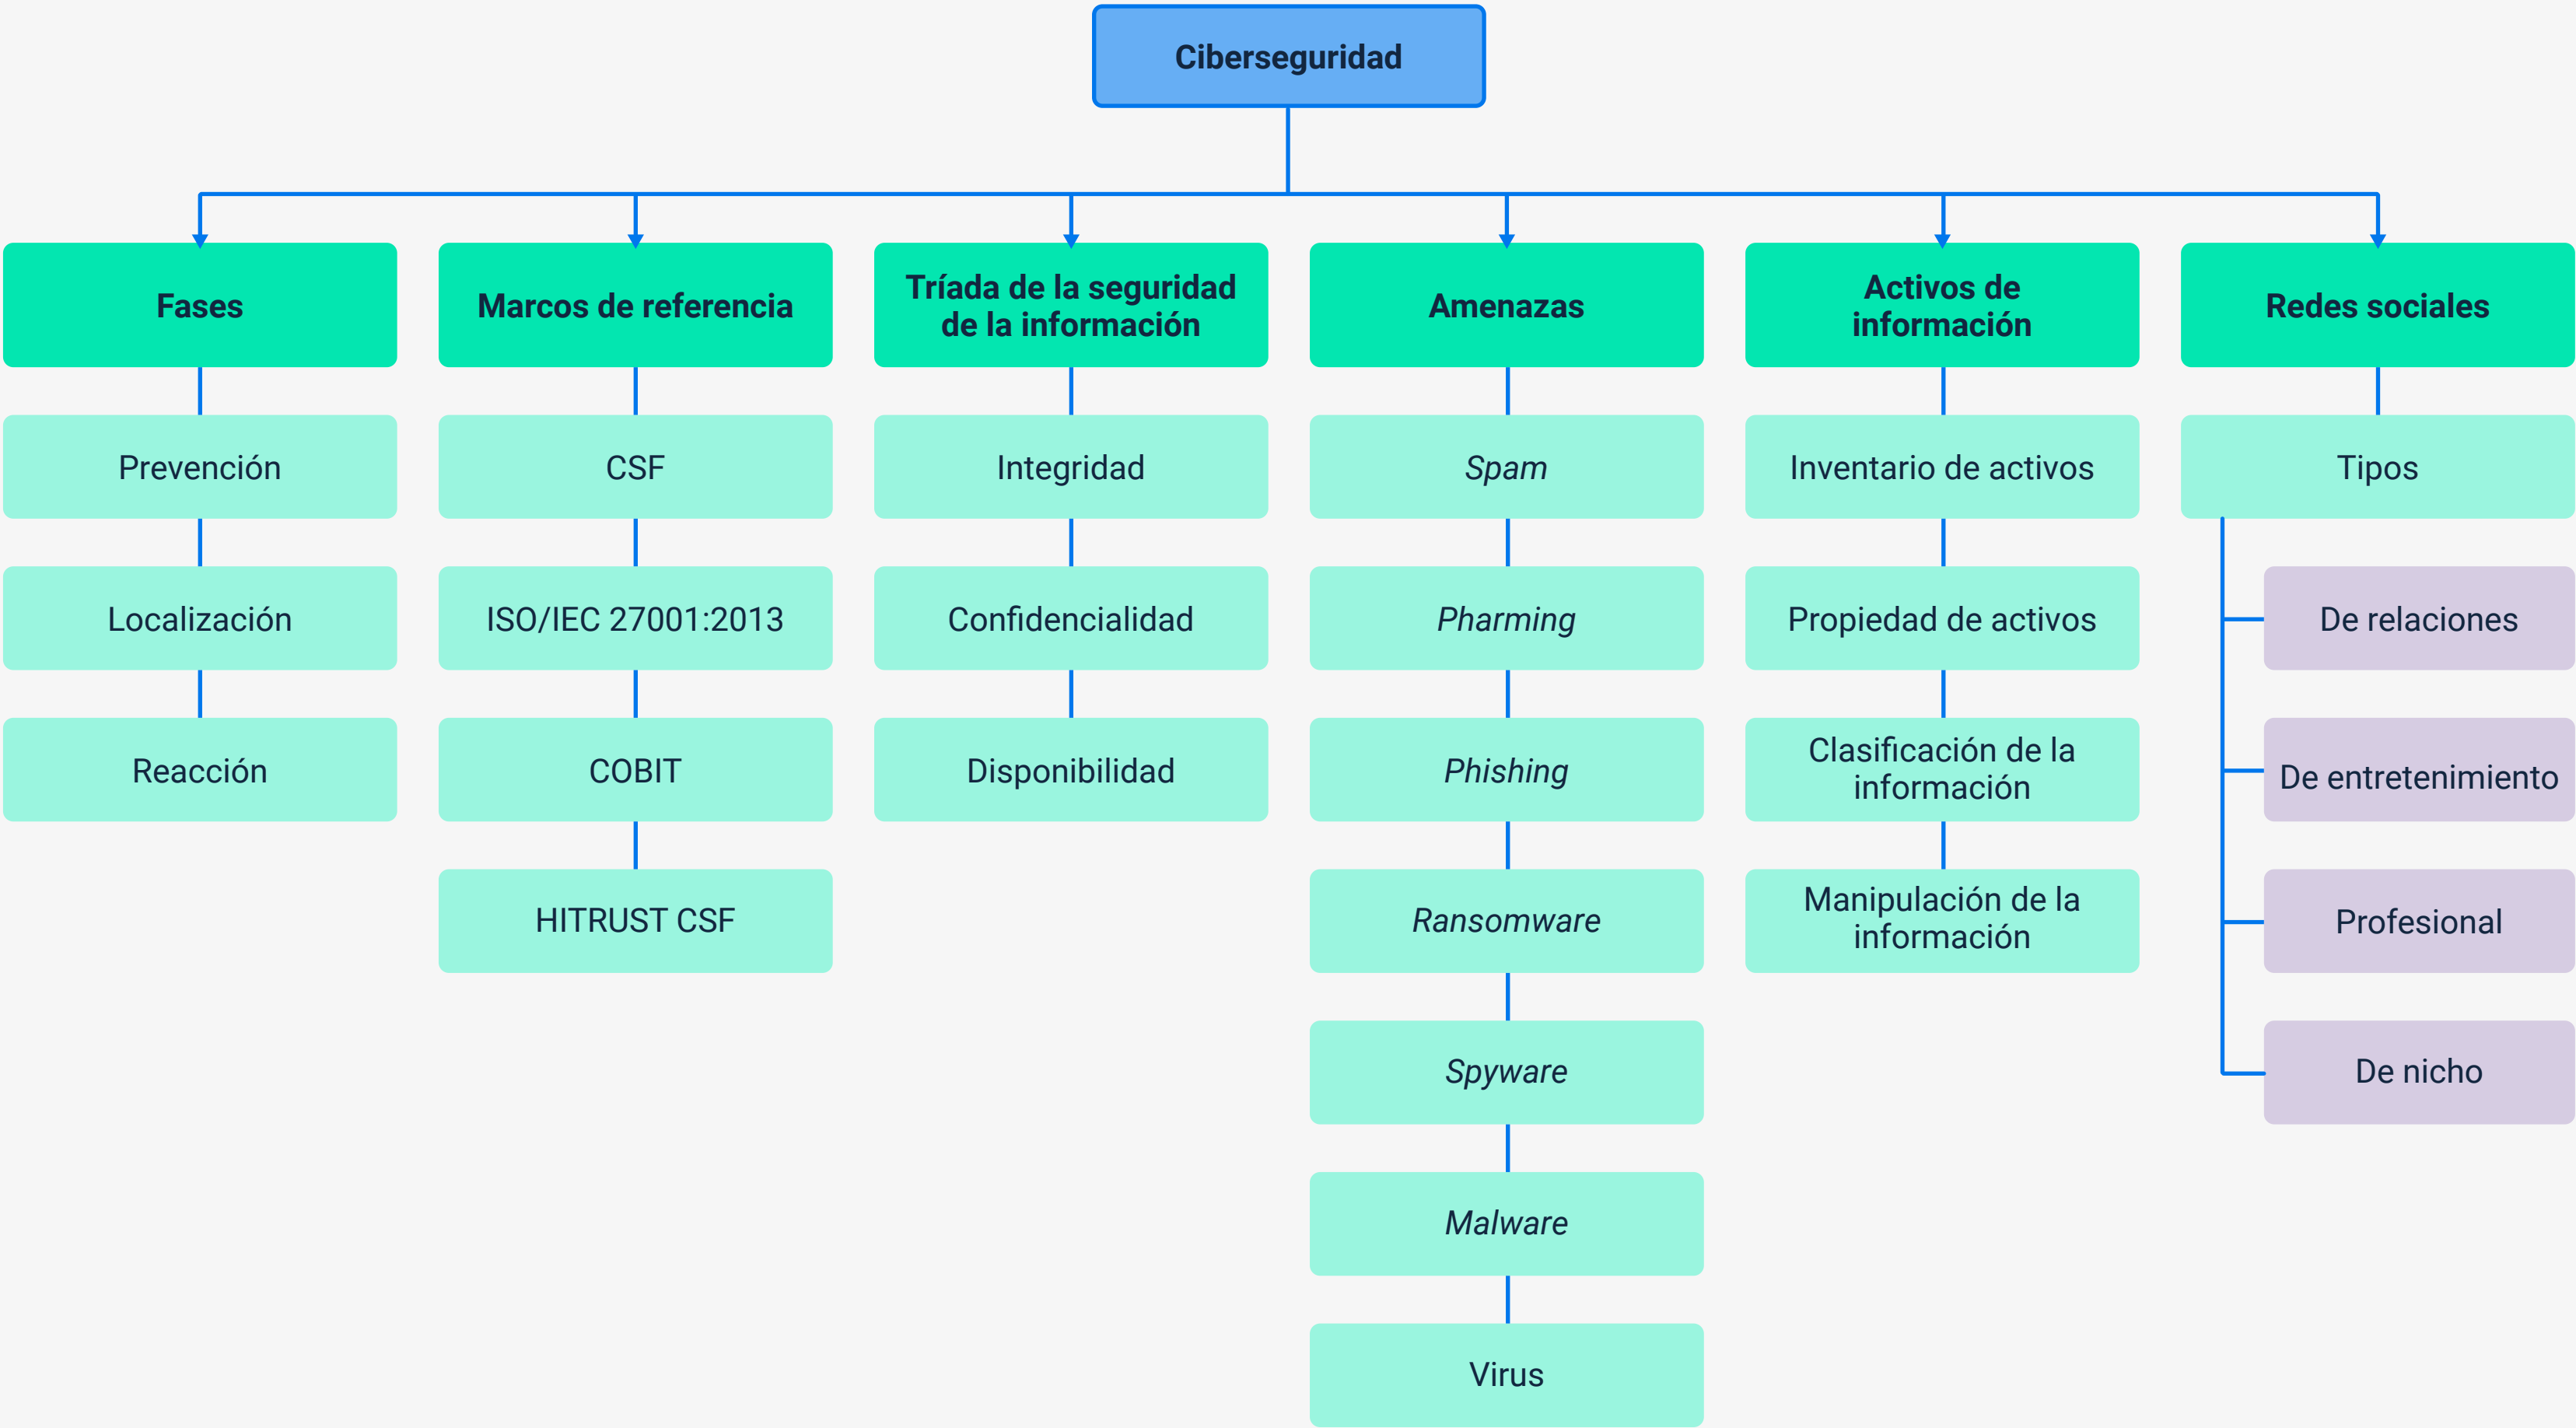 Ciberseguridad
Fases
Prevención
Localización
Reacción
Marcos de referencia
CSF
ISO/IEC 27001:2013
COBIT
HITRUST CSF
Tríada de la seguridad
de la información
Integridad
Confidencialidad
Disponibilidad
Amenazas
Spam
Pharming
Phishing
Ransomware
Spyware
Malware
Virus
Activos de
información
Inventario de activos
Propiedad de activos
Clasificación de la
información
Manipulación de la
información
Redes sociales
Tipos
De relaciones
De entretenimiento
Profesional
De nicho